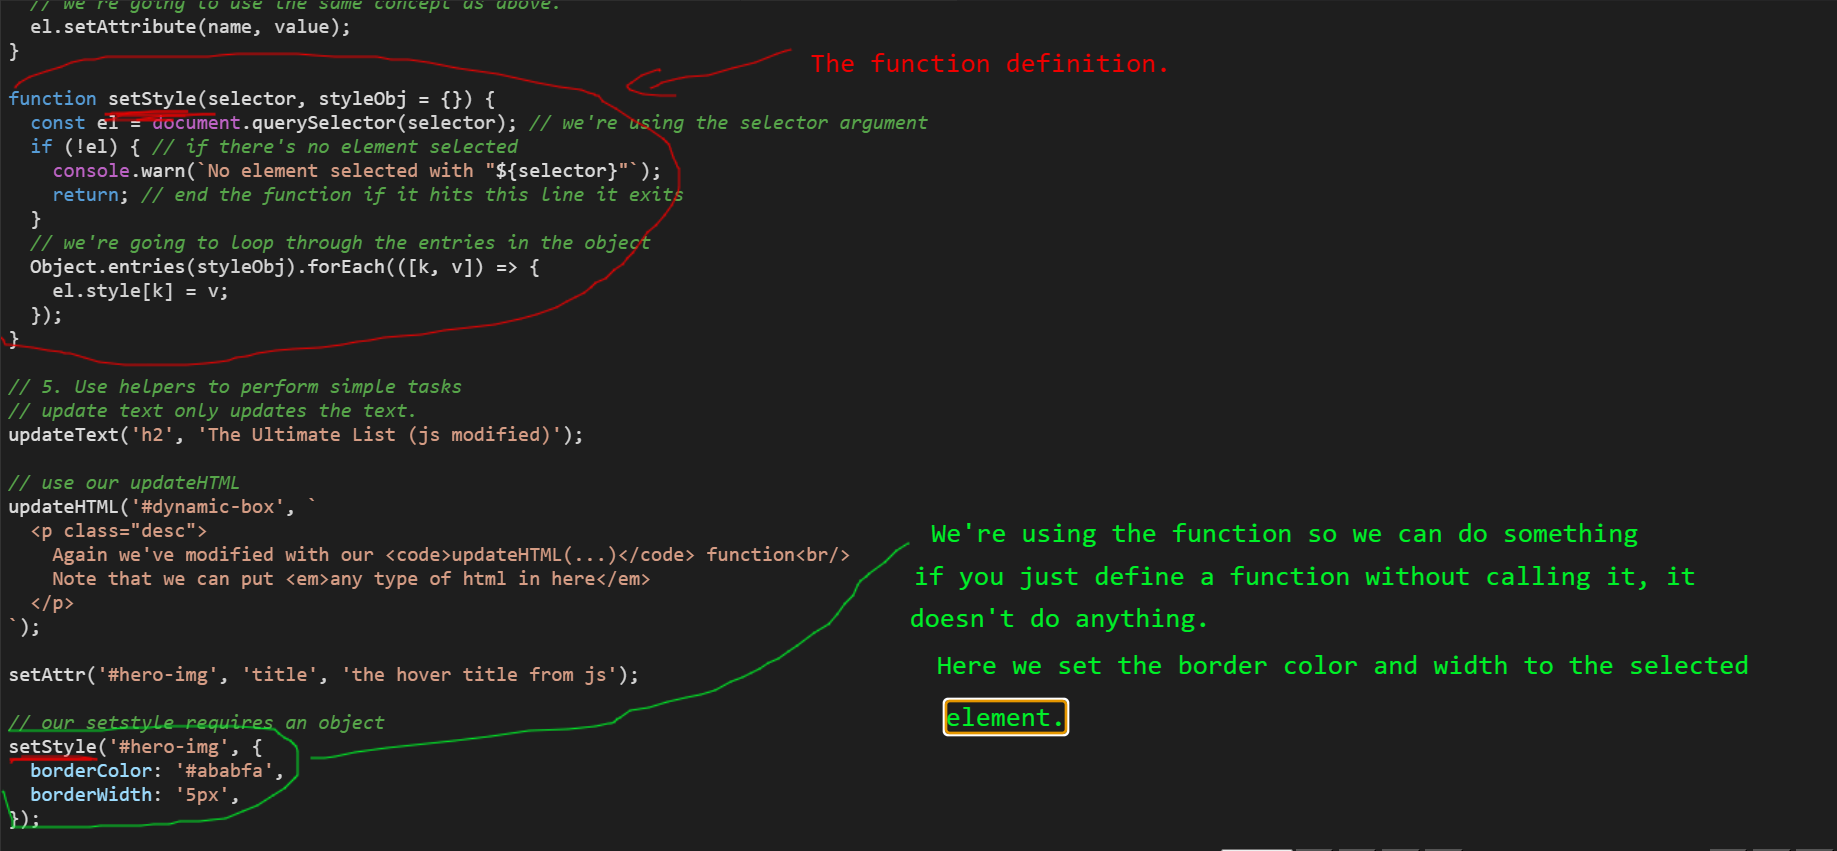 // we're going to use the same concept as above.
  el.setAttribute(name, value);
}
The function definition.
function setStyle(selector, styleObj = {}) {
  const el = document.querySelector(selector); // we're using the selector argument
  if (!el) { // if there's no element selected
    console.warn(`No element selected with "${selector}"`);
    return; // end the function if it hits this line it exits
  }
  // we're going to loop through the entries in the object
  Object.entries(styleObj).forEach(([k, v]) => {
    el.style[k] = v;
  });
}
// 5. Use helpers to perform simple tasks
// update text only updates the text.
updateText('h2', 'The Ultimate List (js modified)');
// use our updateHTML
updateHTML('#dynamic-box', `
  <p class="desc">
    Again we've modified with our <code>updateHTML(...)</code> function<br/>
    Note that we can put <em>any type of html in here</em>
  </p>
`);
setAttr('#hero-img', 'title', 'the hover title from js');
// our setstyle requires an object
setStyle('#hero-img', {
  borderColor: '#ababfa',
  borderWidth: '5px',
});
We're using the function so we can do something
if you just define a function without calling it, it
doesn't do anything.
Here we set the border color and width to the selected
element.